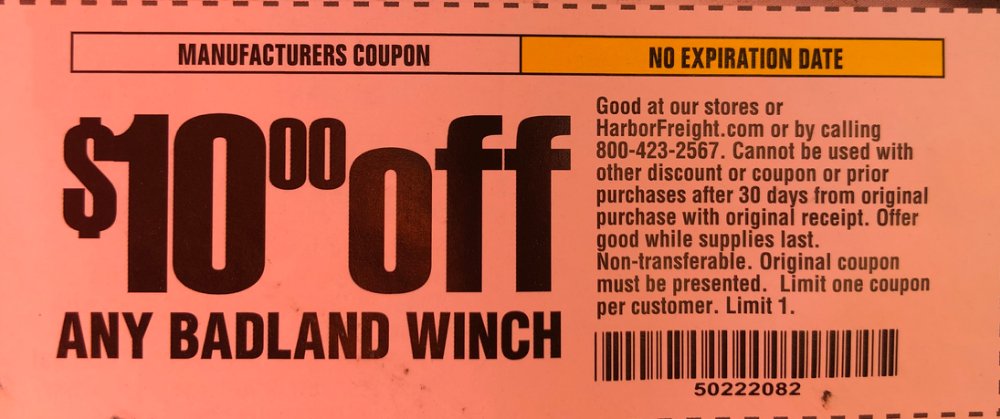 MANUFACTURERS COUPON
NO EXPIRATION DATE
$10⁰⁰ off
ANY BADLAND WINCH
Good at our stores or
HarborFreight.com or by calling
800-423-2567. Cannot be used with
other discount or coupon or prior
purchases after 30 days from original
purchase with original receipt. Offer
good while supplies last.
Non-transferable. Original coupon
must be presented. Limit one coupon
per customer. Limit 1.
50222082